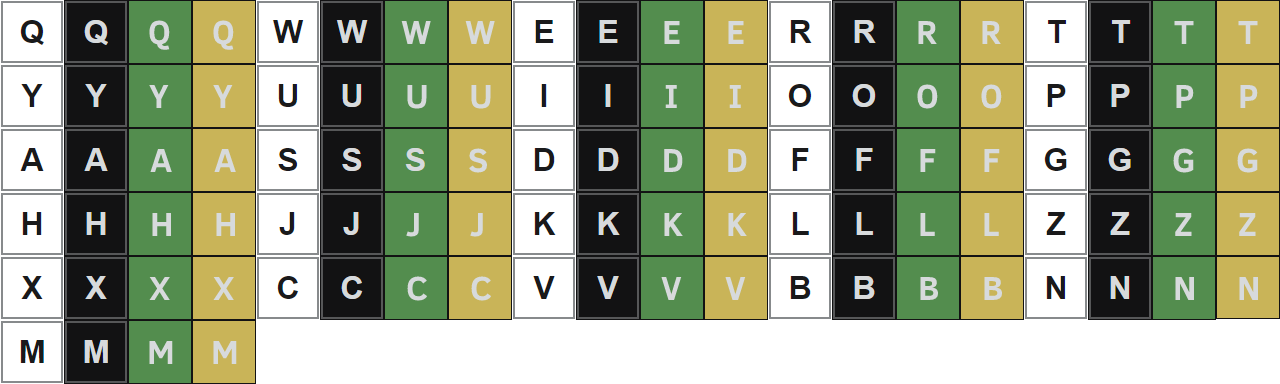 Q Q Q Q W W W W E E E E R R R R T T T T
Y Y Y Y U U U U I I I I O O O O P P P P
A A A A S S S S D D D D F F F F G G G G
H H H H J J J J K K K K L L L L Z Z Z Z
X X X X C C C C V V V V B B B B N N N N
M M M M